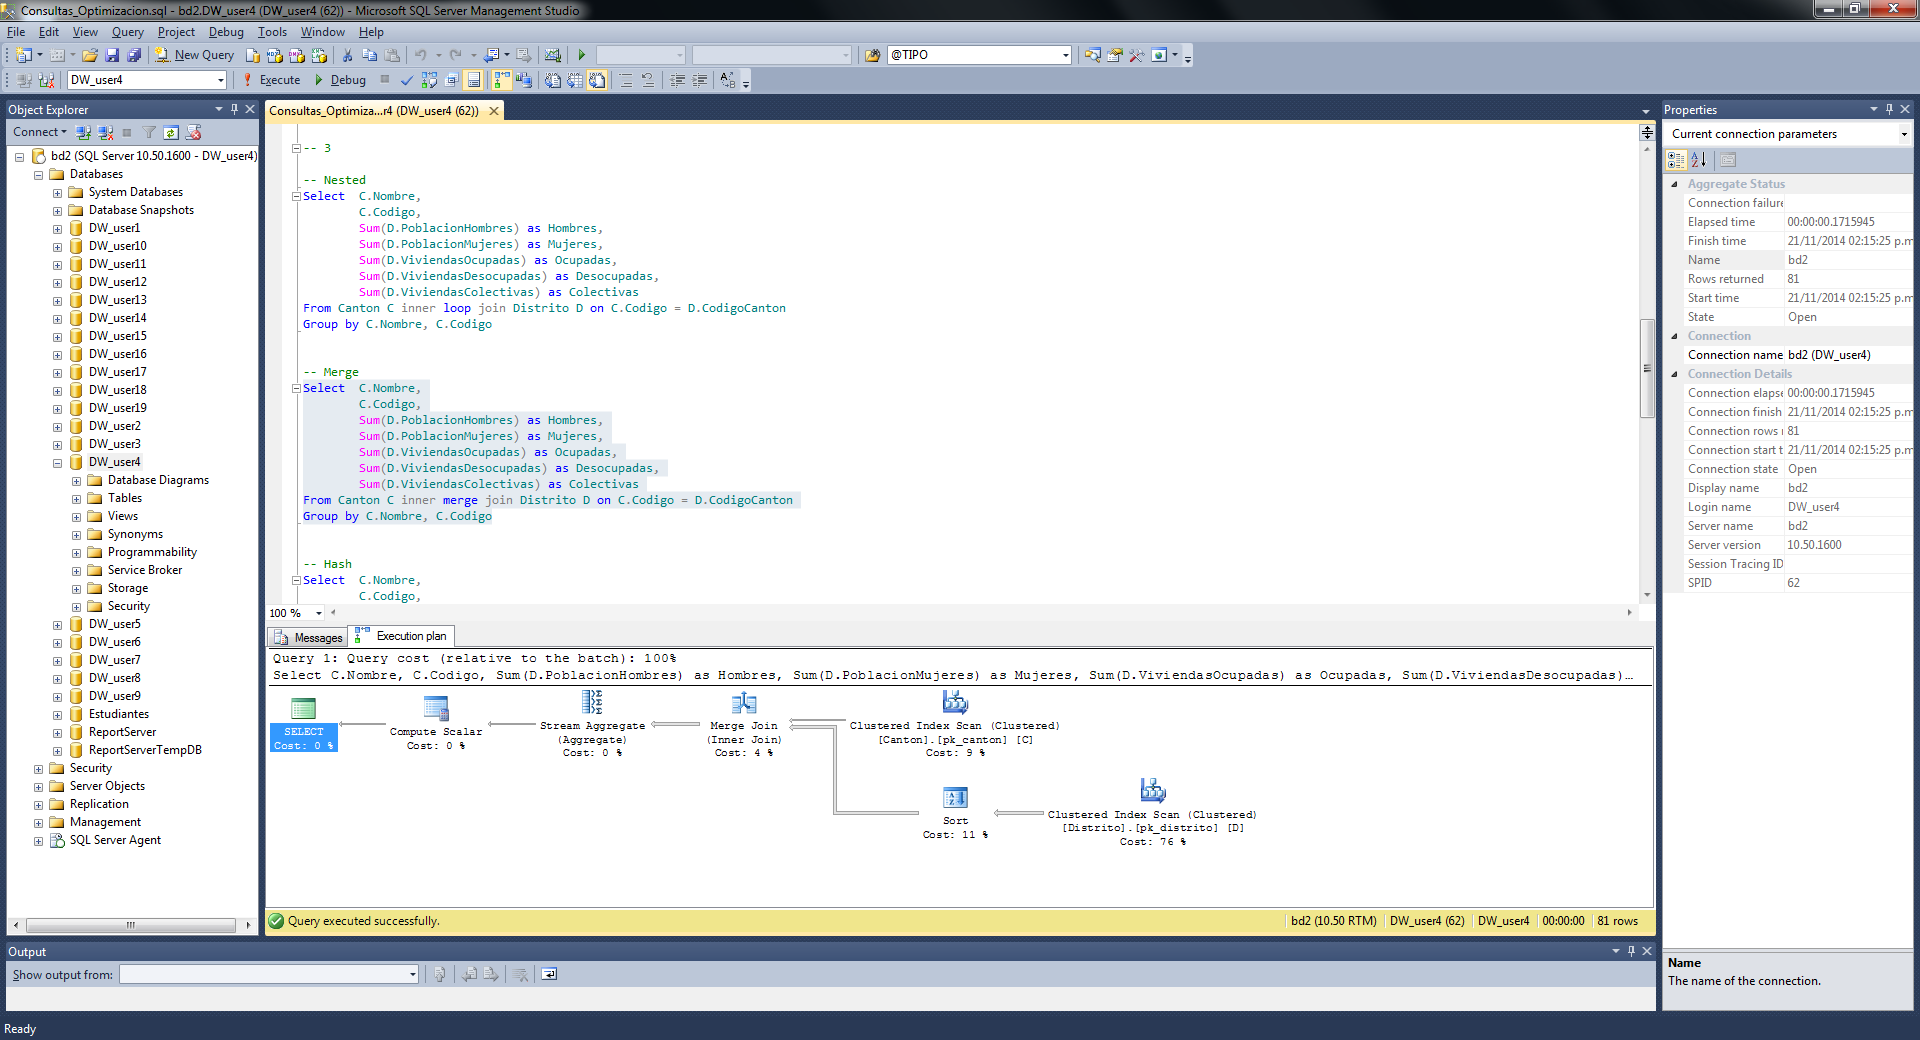 Consultas_Optimizacion.sql - bd2.DW_user4 (DW_user4 (62)) - Microsoft SQL Server Management Studio
File Edit View Query Project Debug Tools Window Help
New Query @TIPO
DW_user4 Execute Debug
Object Explorer
Connect
bd2 (SQL Server 10.50.1600 - DW_user4)
Databases
System Databases
Database Snapshots
DW_user1
DW_user10
DW_user11
DW_user12
DW_user13
DW_user14
DW_user15
DW_user16
DW_user17
DW_user18
DW_user19
DW_user2
DW_user3
DW_user4
Database Diagrams
Tables
Views
Synonyms
Programmability
Service Broker
Storage
Security
DW_user5
DW_user6
DW_user7
DW_user8
DW_user9
Estudiantes
ReportServer
ReportServerTempDB
Security
Server Objects
Replication
Management
SQL Server Agent
Consultas_Optimiza...r4 (DW_user4 (62))
-- 3
-- Nested
Select C.Nombre,
C.Codigo,
Sum(D.PoblacionHombres) as Hombres,
Sum(D.PoblacionMujeres) as Mujeres,
Sum(D.ViviendasOcupadas) as Ocupadas,
Sum(D.ViviendasDesocupadas) as Desocupadas,
Sum(D.ViviendasColectivas) as Colectivas
From Canton C inner loop join Distrito D on C.Codigo = D.CodigoCanton
Group by C.Nombre, C.Codigo
-- Merge
Select C.Nombre,
C.Codigo,
Sum(D.PoblacionHombres) as Hombres,
Sum(D.PoblacionMujeres) as Mujeres,
Sum(D.ViviendasOcupadas) as Ocupadas,
Sum(D.ViviendasDesocupadas) as Desocupadas,
Sum(D.ViviendasColectivas) as Colectivas
From Canton C inner merge join Distrito D on C.Codigo = D.CodigoCanton
Group by C.Nombre, C.Codigo
-- Hash
Select C.Nombre,
C.Codigo,
100 %
Messages Execution plan
Query 1: Query cost (relative to the batch): 100%
Select C.Nombre, C.Codigo, Sum(D.PoblacionHombres) as Hombres, Sum(D.PoblacionMujeres) as Mujeres, Sum(D.ViviendasOcupadas) as Ocupadas, Sum(D.ViviendasDesocupadas)...
SELECT
Cost: 0 %
Compute Scalar
Cost: 0 %
Stream Aggregate
(Aggregate)
Cost: 0 %
Merge Join
(Inner Join)
Cost: 4 %
Clustered Index Scan (Clustered)
[Canton].[pk_canton] [C]
Cost: 9 %
Sort
Cost: 11 %
Clustered Index Scan (Clustered)
[Distrito].[pk_distrito] [D]
Cost: 76 %
Query executed successfully.
bd2 (10.50 RTM) DW_user4 (62) DW_user4 00:00:00 81 rows
Output
Show output from:
Ready
Properties
Current connection parameters
Aggregate Status
Connection failure
Elapsed time 00:00:00.1715945
Finish time 21/11/2014 02:15:25 p.m
Name bd2
Rows returned 81
Start time 21/11/2014 02:15:25 p.m
State Open
Connection
Connection name bd2 (DW_user4)
Connection Details
Connection elapse 00:00:00.1715945
Connection finish 21/11/2014 02:15:25 p.m
Connection rows r 81
Connection start t 21/11/2014 02:15:25 p.m
Connection state Open
Display name bd2
Login name DW_user4
Server name bd2
Server version 10.50.1600
Session Tracing ID
SPID 62
Name
The name of the connection.